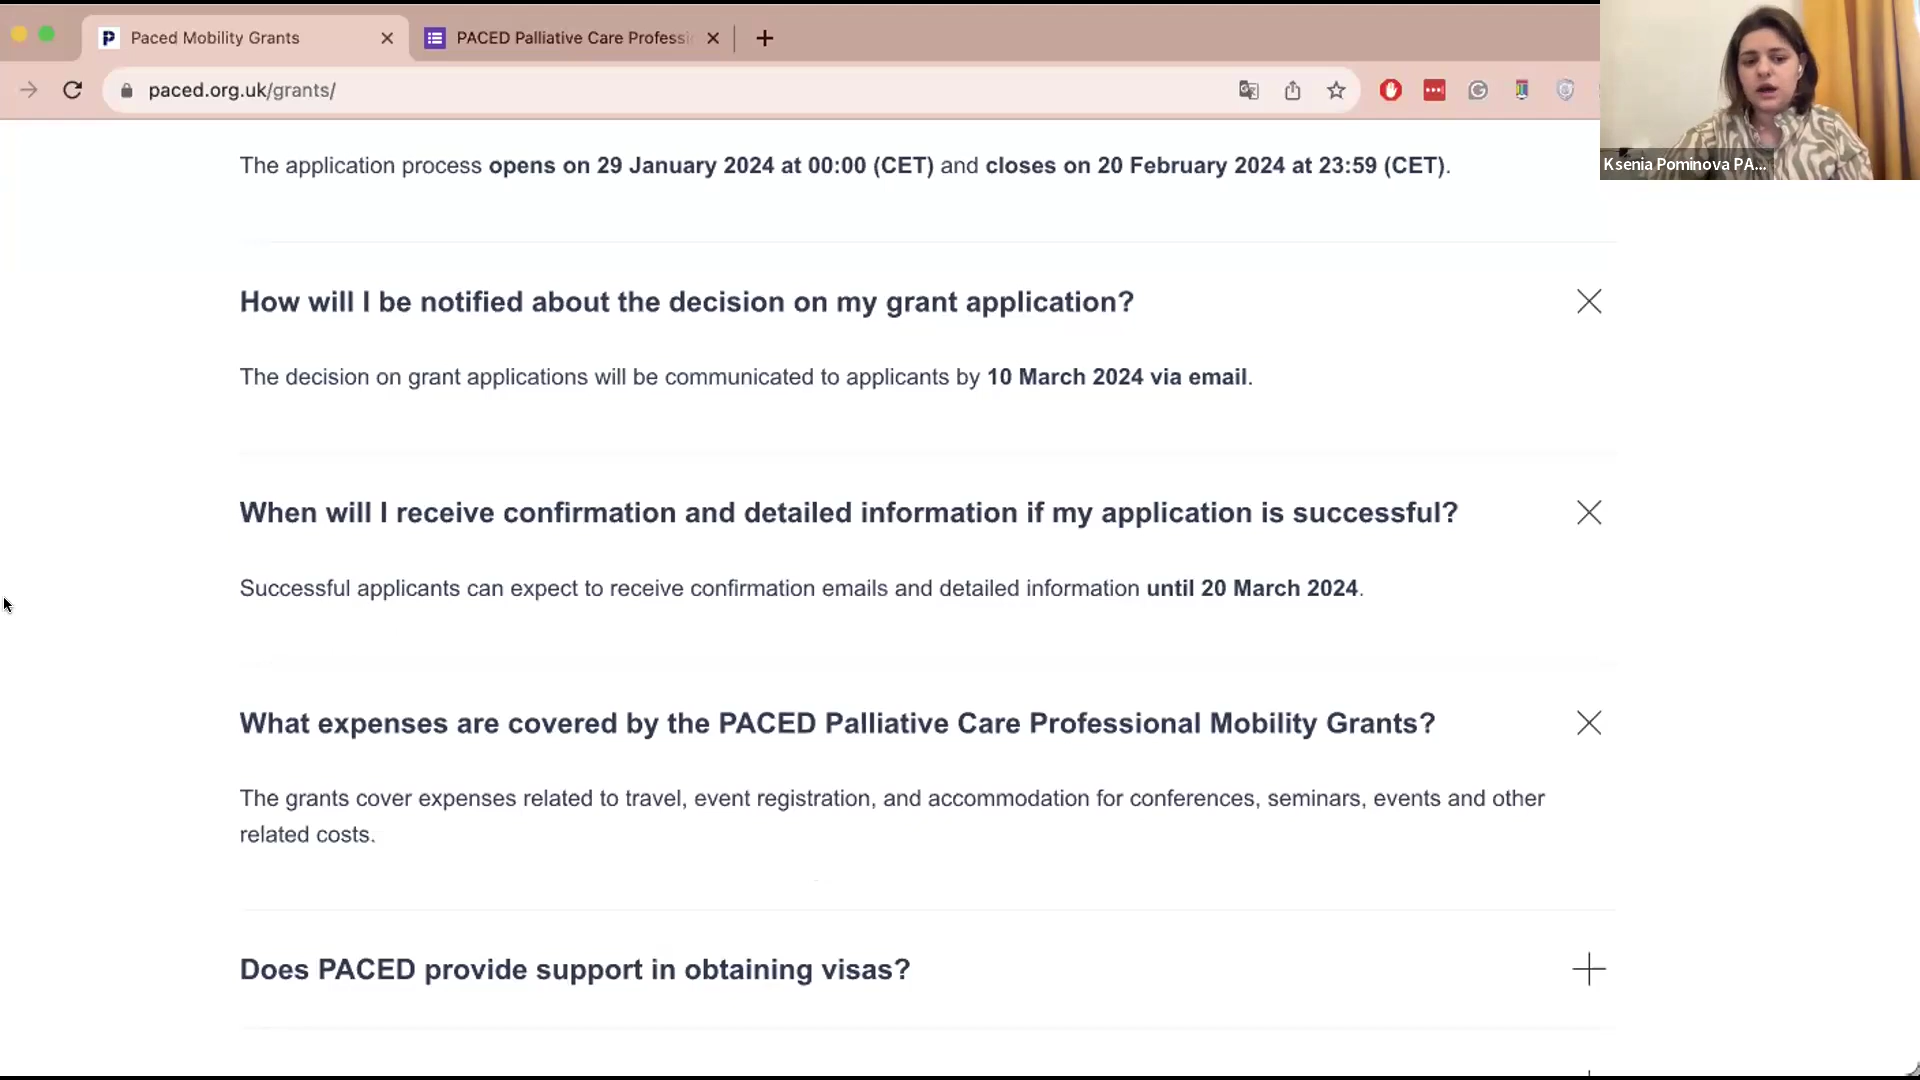 Paced Mobility Grants
PACED Palliative Care Professi
paced.org.uk/grants/
Ksenia Pominova PA...
The application process opens on 29 January 2024 at 00:00 (CET) and closes on 20 February 2024 at 23:59 (CET).
How will I be notified about the decision on my grant application?
The decision on grant applications will be communicated to applicants by 10 March 2024 via email.
When will I receive confirmation and detailed information if my application is successful?
Successful applicants can expect to receive confirmation emails and detailed information until 20 March 2024.
What expenses are covered by the PACED Palliative Care Professional Mobility Grants?
The grants cover expenses related to travel, event registration, and accommodation for conferences, seminars, events and other
related costs.
Does PACED provide support in obtaining visas?